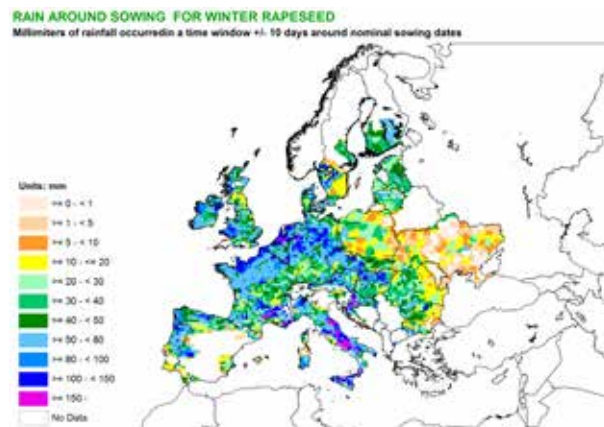 RAIN AROUND SOWING FOR WINTER RAPESEED
Millimeters of rainfall occurredin a time window +/- 10 days around nominal sowing dates
Units: mm
>= 0 - < 1
>= 1 - < 5
>= 5 - < 10
>= 10 - <= 20
>= 20 - < 30
>= 30 - < 40
>= 40 - < 50
>= 50 - < 80
>= 80 - < 100
>= 100 - < 150
>= 150 -
No Data